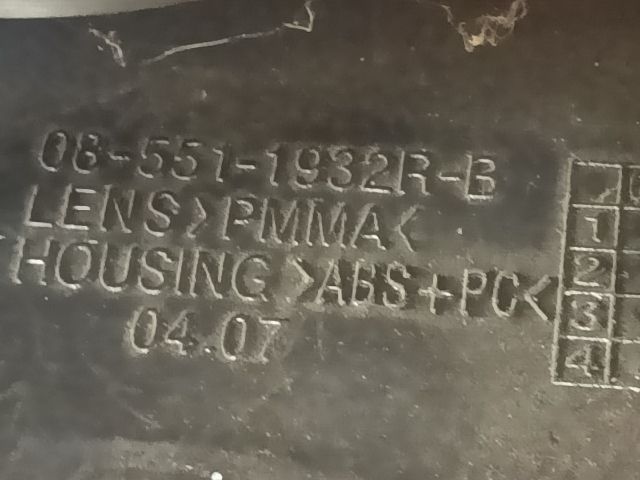 08-551-1932R-B
LENS>PMMA<
HOUSING >ABS+PC<
04.07
1
2
3
4